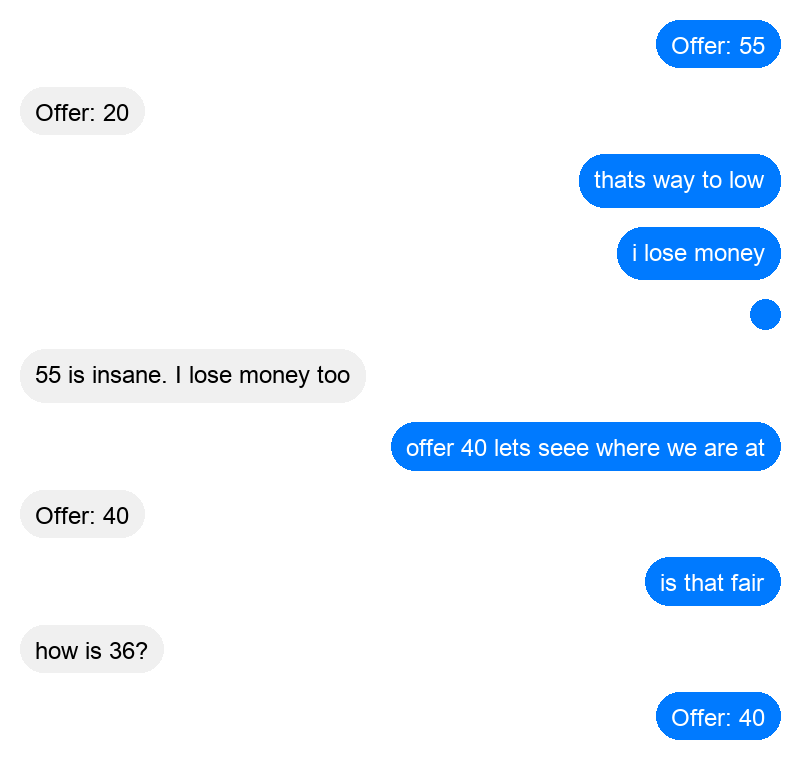 Offer: 55
Offer: 20
thats way to low
i lose money
55 is insane. I lose money too
offer 40 lets seee where we are at
Offer: 40
is that fair
how is 36?
Offer: 40